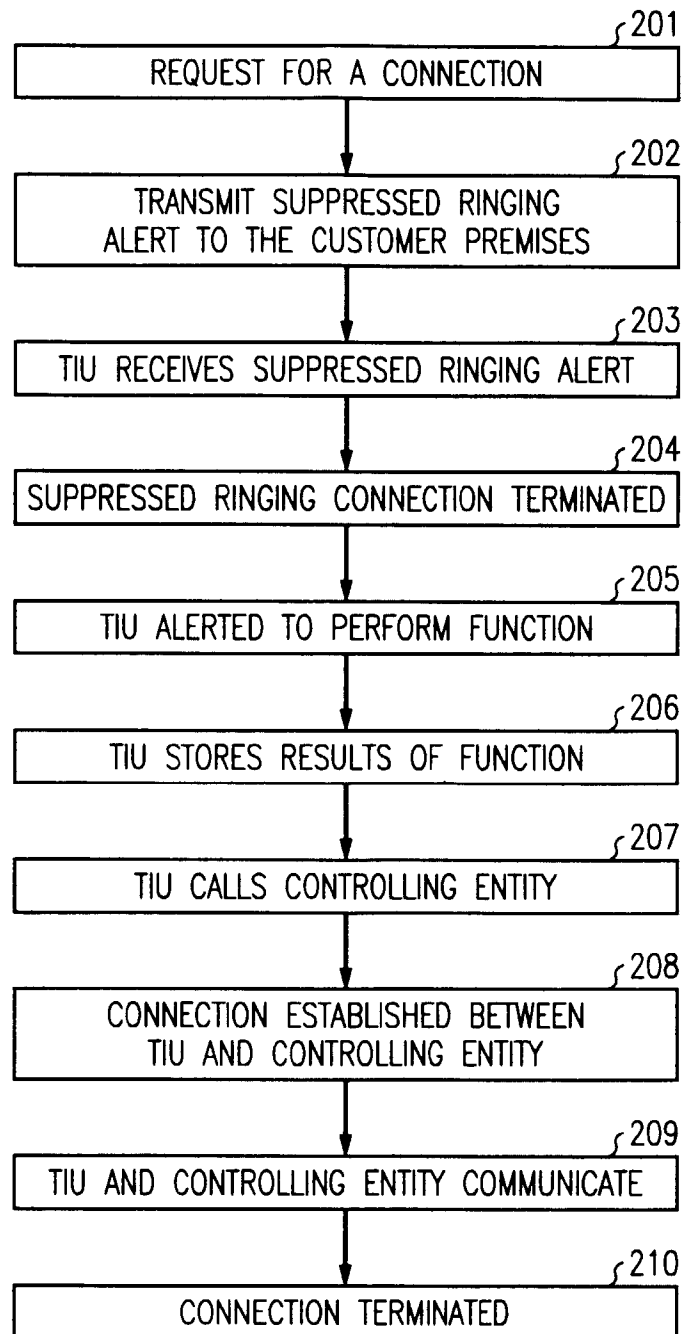 201
REQUEST FOR A CONNECTION
202
TRANSMIT SUPPRESSED RINGING
ALERT TO THE CUSTOMER PREMISES
203
TIU RECEIVES SUPPRESSED RINGING ALERT
204
SUPPRESSED RINGING CONNECTION TERMINATED
205
TIU ALERTED TO PERFORM FUNCTION
206
TIU STORES RESULTS OF FUNCTION
207
TIU CALLS CONTROLLING ENTITY
208
CONNECTION ESTABLISHED BETWEEN
TIU AND CONTROLLING ENTITY
209
TIU AND CONTROLLING ENTITY COMMUNICATE
210
CONNECTION TERMINATED